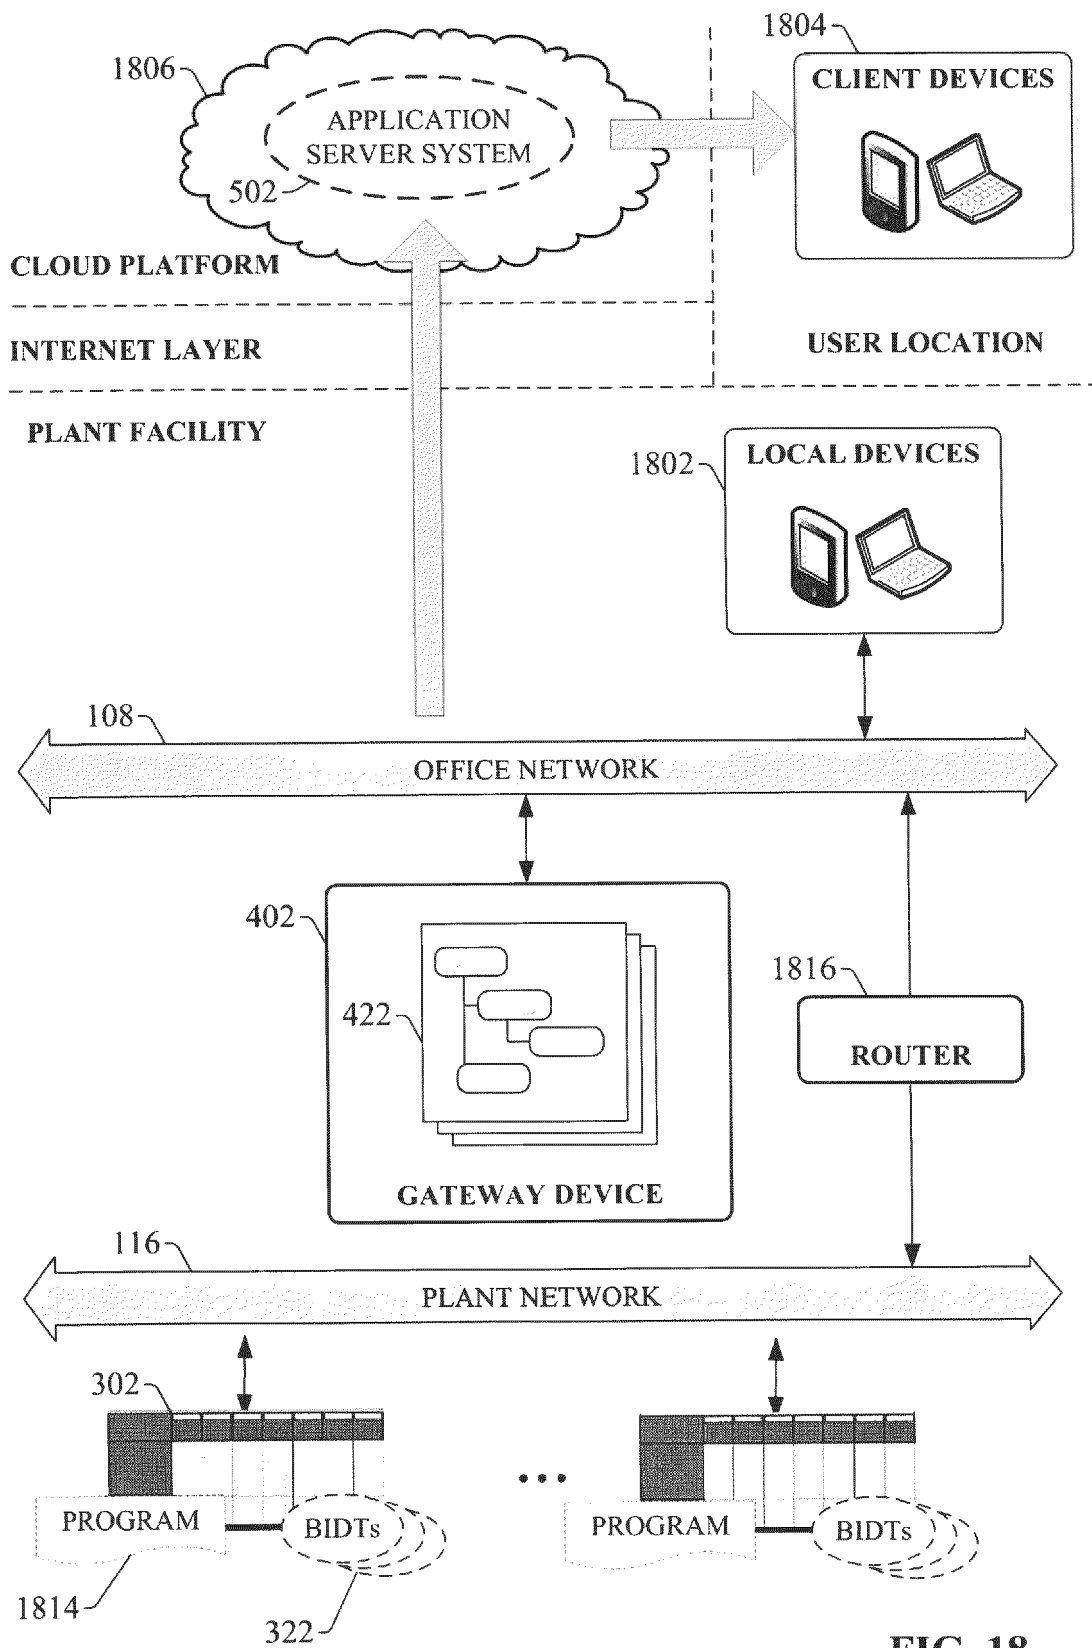 1804
1806
CLIENT DEVICES
APPLICATION
SERVER SYSTEM
502
CLOUD PLATFORM
INTERNET LAYER
USER LOCATION
PLANT FACILITY
1802
LOCAL DEVICES
108
OFFICE NETWORK
402
1816
422
ROUTER
GATEWAY DEVICE
116
PLANT NETWORK
302
PROGRAM
BIDTs
PROGRAM
BIDTs
1814
322
FIG. 18